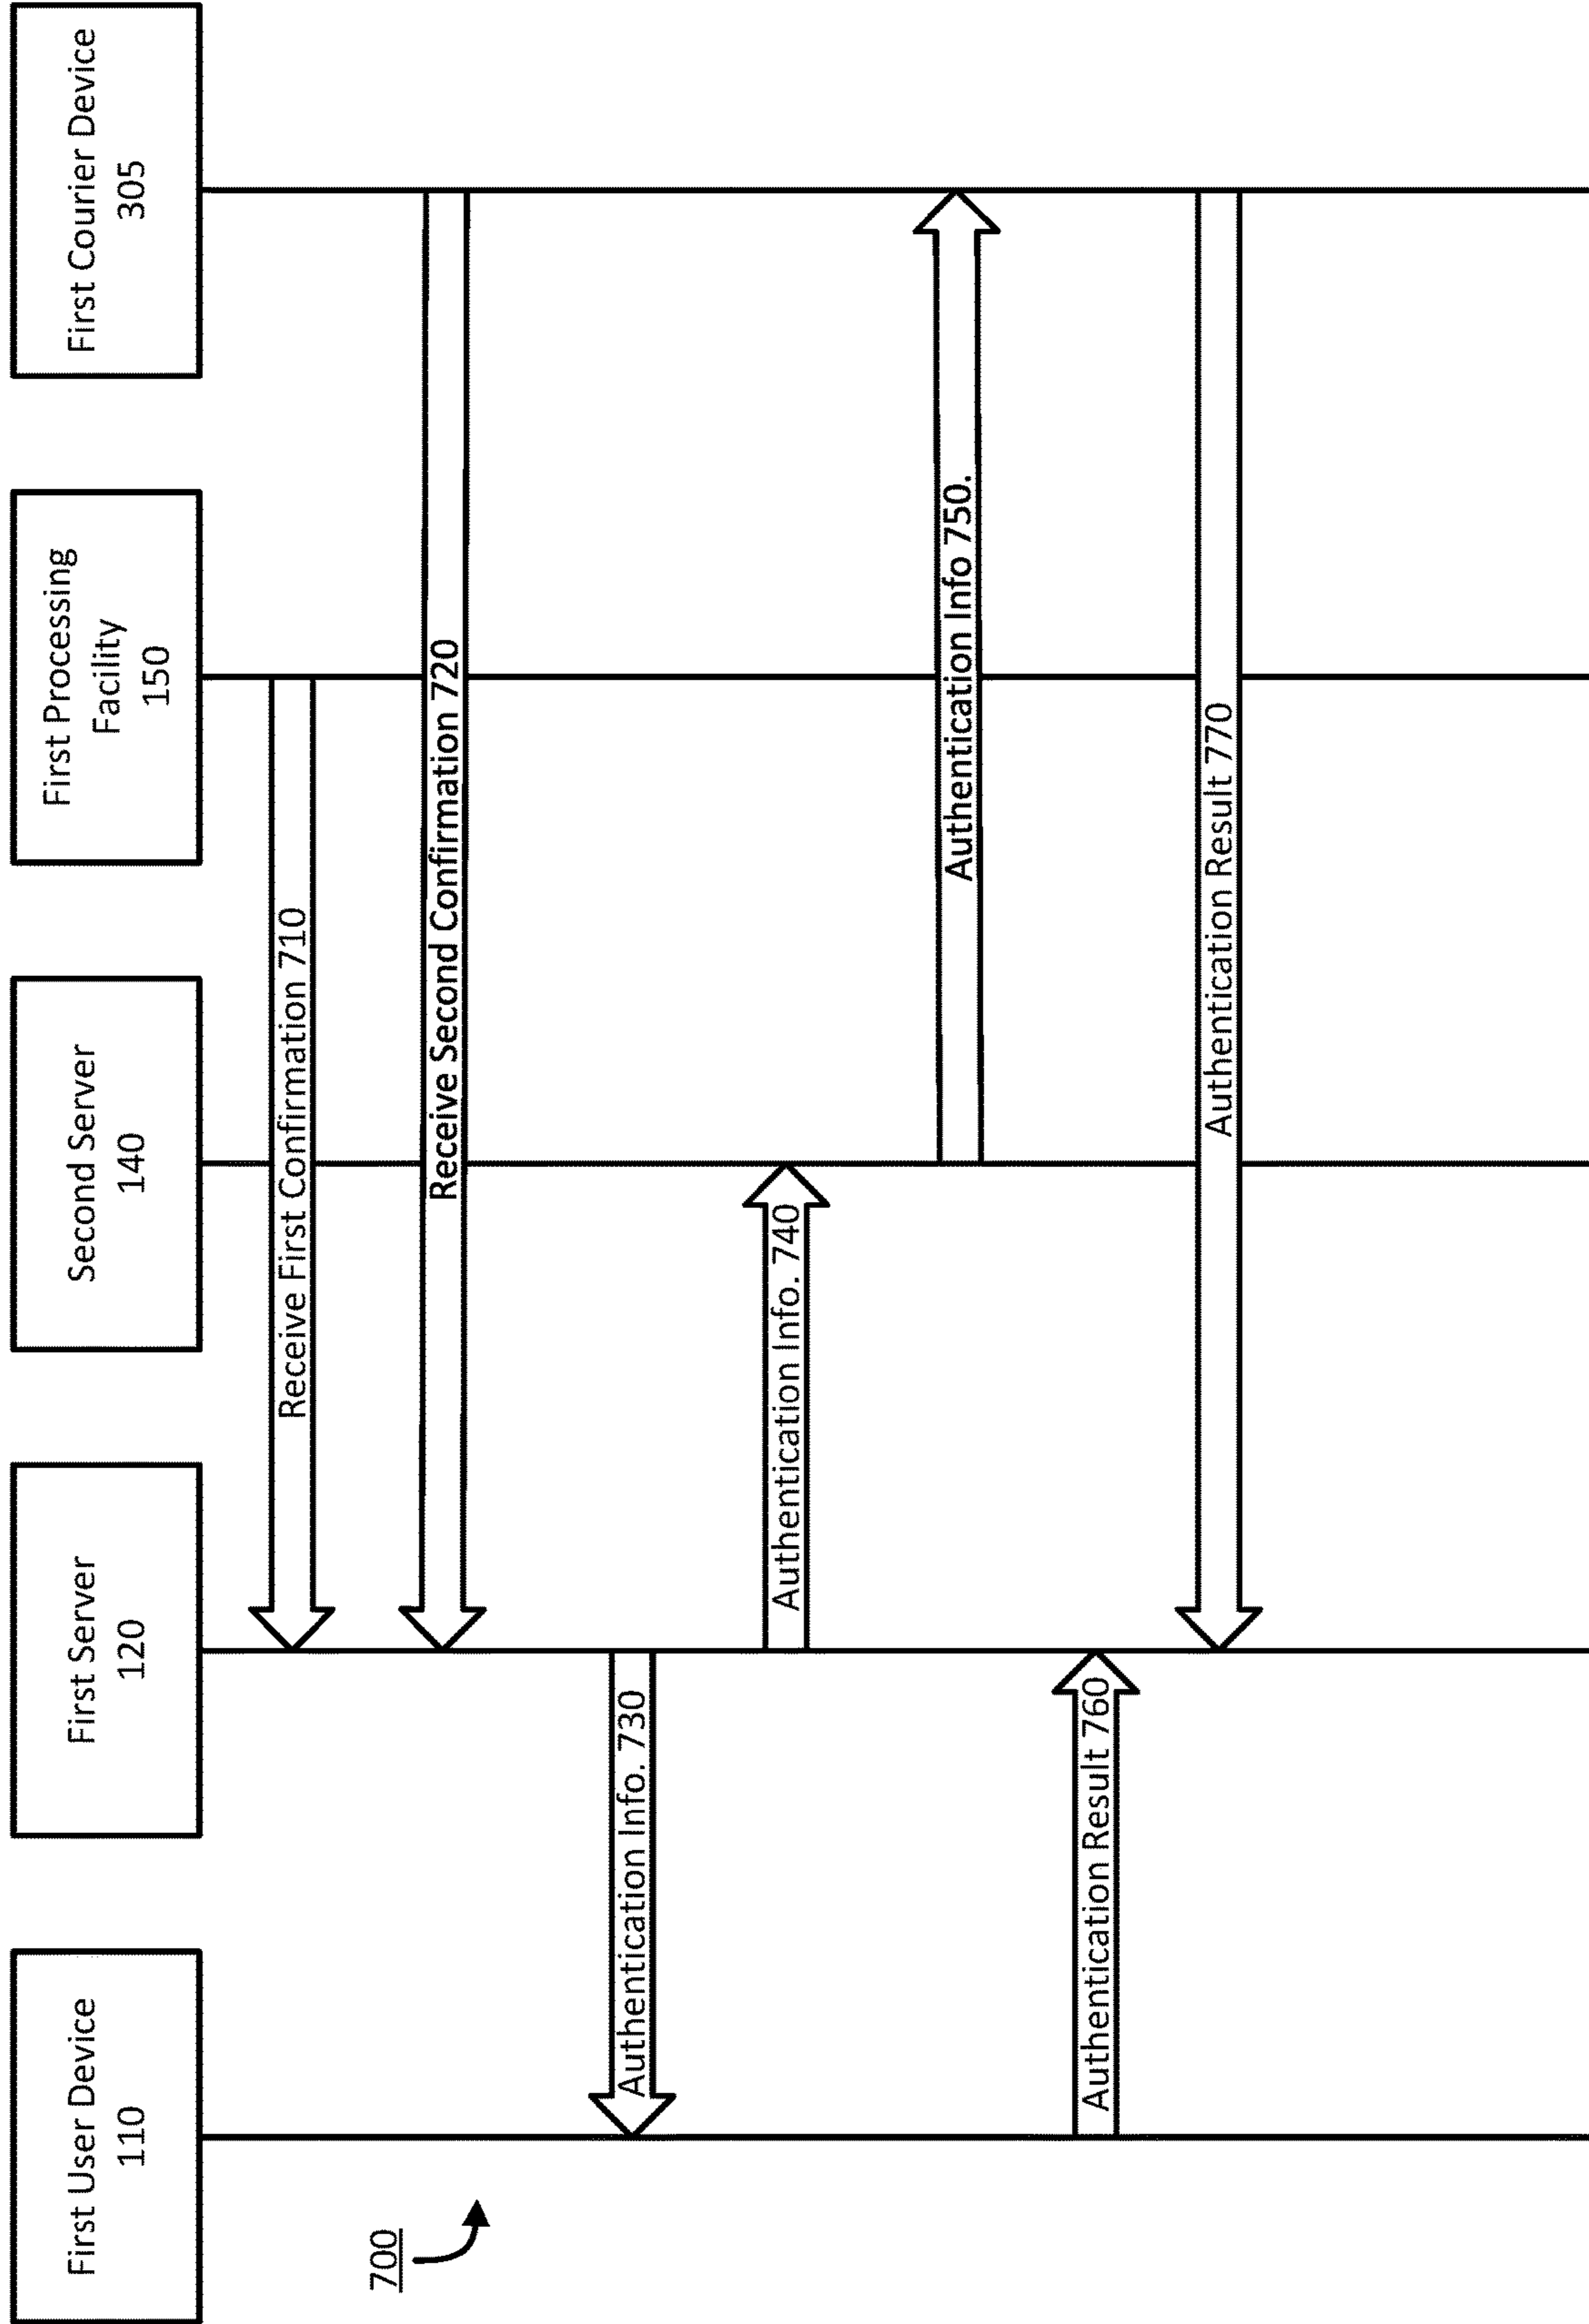 First User Device
110
First Server
120
Second Server
140
First Processing
Facility
150
First Courier Device
305
700
Receive First Confirmation 710
Receive Second Confirmation 720
Authentication Info. 730
Authentication Info. 740
Authentication Info 750.
Authentication Result 760
Authentication Result 770